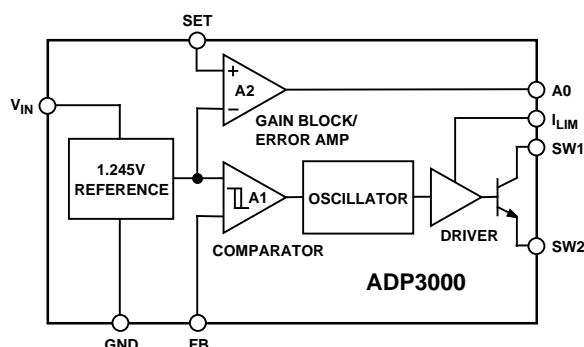 SET
V_IN
+
A2
−
A0
GAIN BLOCK/
ERROR AMP
I_LIM
SW1
1.245V
REFERENCE
A1
OSCILLATOR
COMPARATOR
DRIVER
SW2
ADP3000
GND
FB